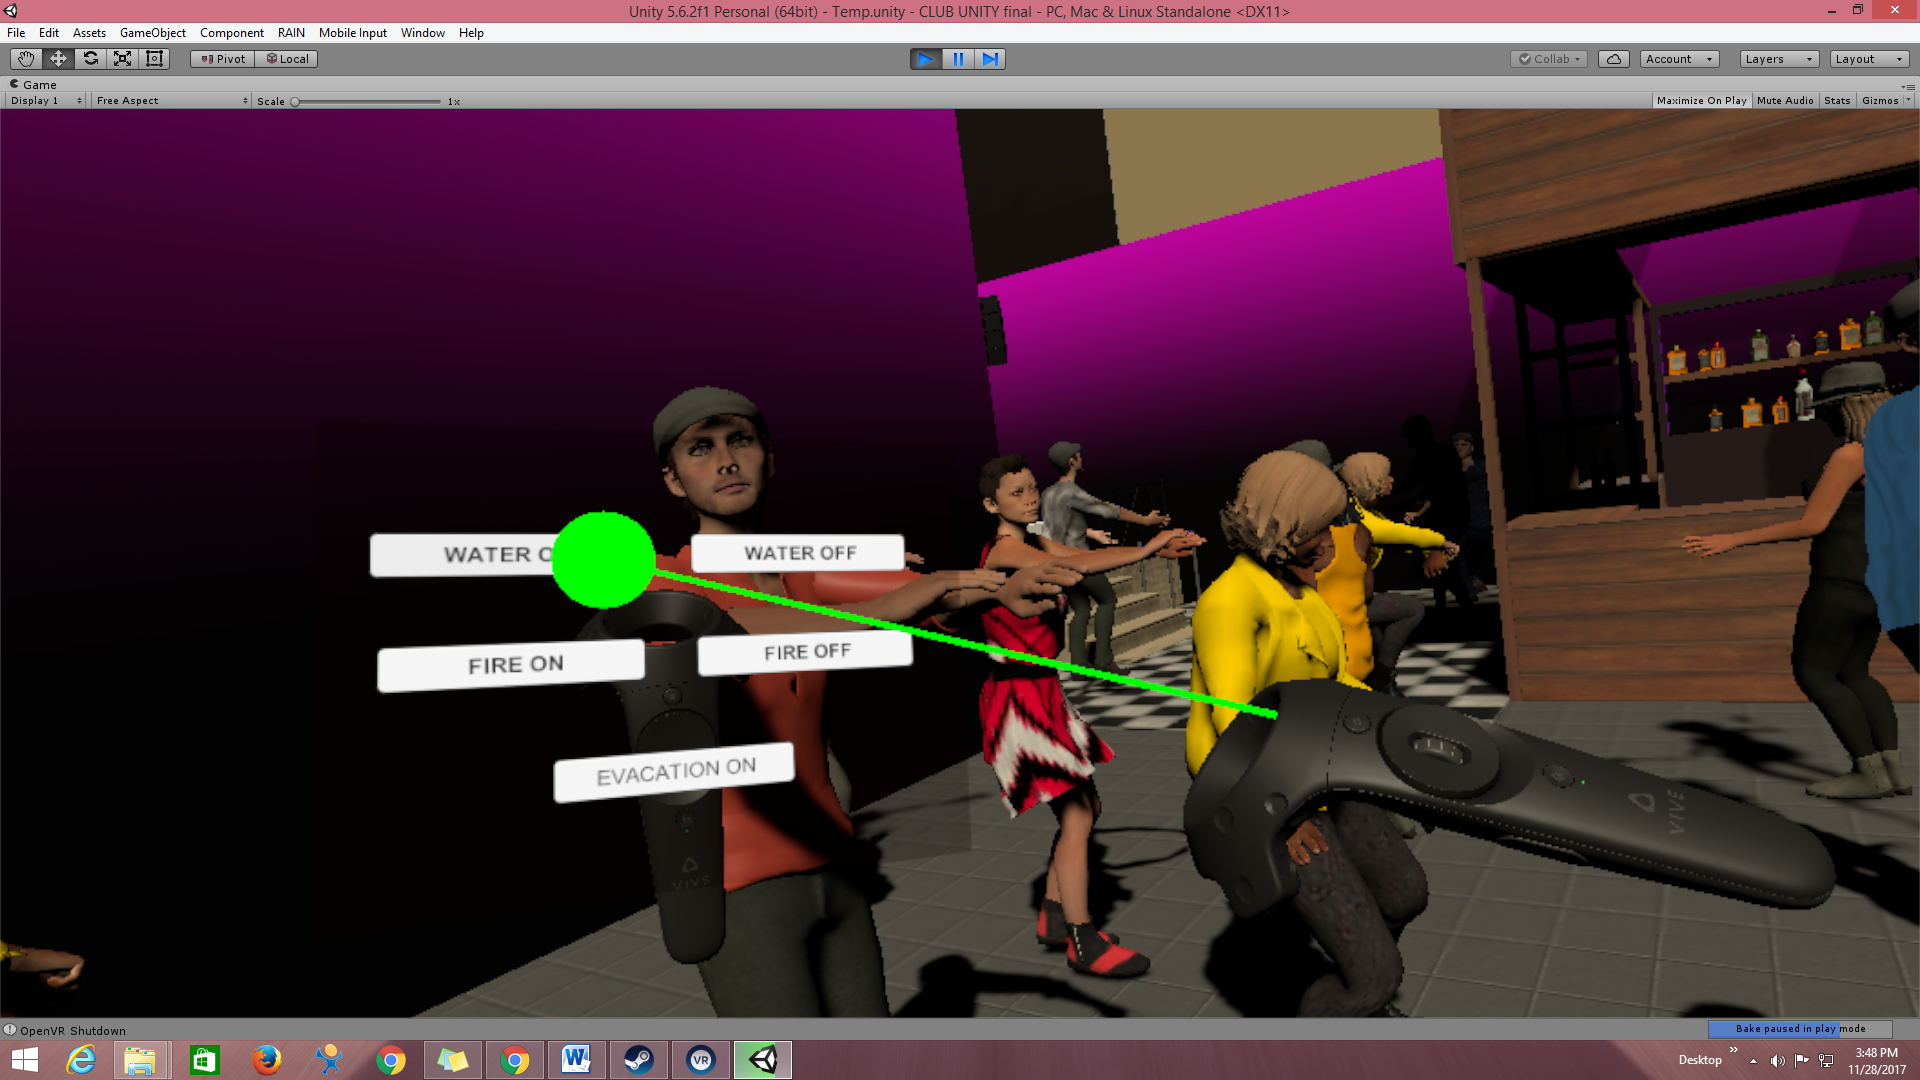 Unity 5.6.2f1 Personal (64bit) - Temp.unity - CLUB UNITY final - PC, Mac & Linux Standalone <DX11>
File Edit Assets GameObject Component RAIN Mobile Input Window Help
Pivot Local Collab Account Layers Layout
Game
Display 1 Free Aspect Scale 1x Maximize On Play Mute Audio Stats Gizmos
WATER O WATER OFF
FIRE ON FIRE OFF
EVACATION ON
VIVE
VIVE
OpenVR Shutdown Bake paused in play mode
VR
Desktop 3:48 PM
11/28/2017